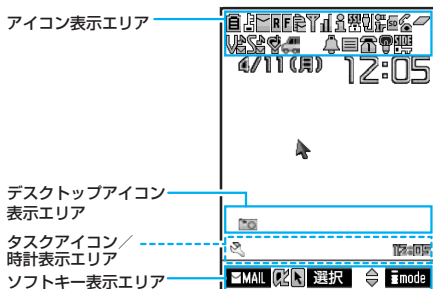 アイコン表示エリア
4/11(月) 12:05
デスクトップアイコン
表示エリア
タスクアイコン／
時計表示エリア
12:05
ソフトキー表示エリア
MAIL 選択 imode